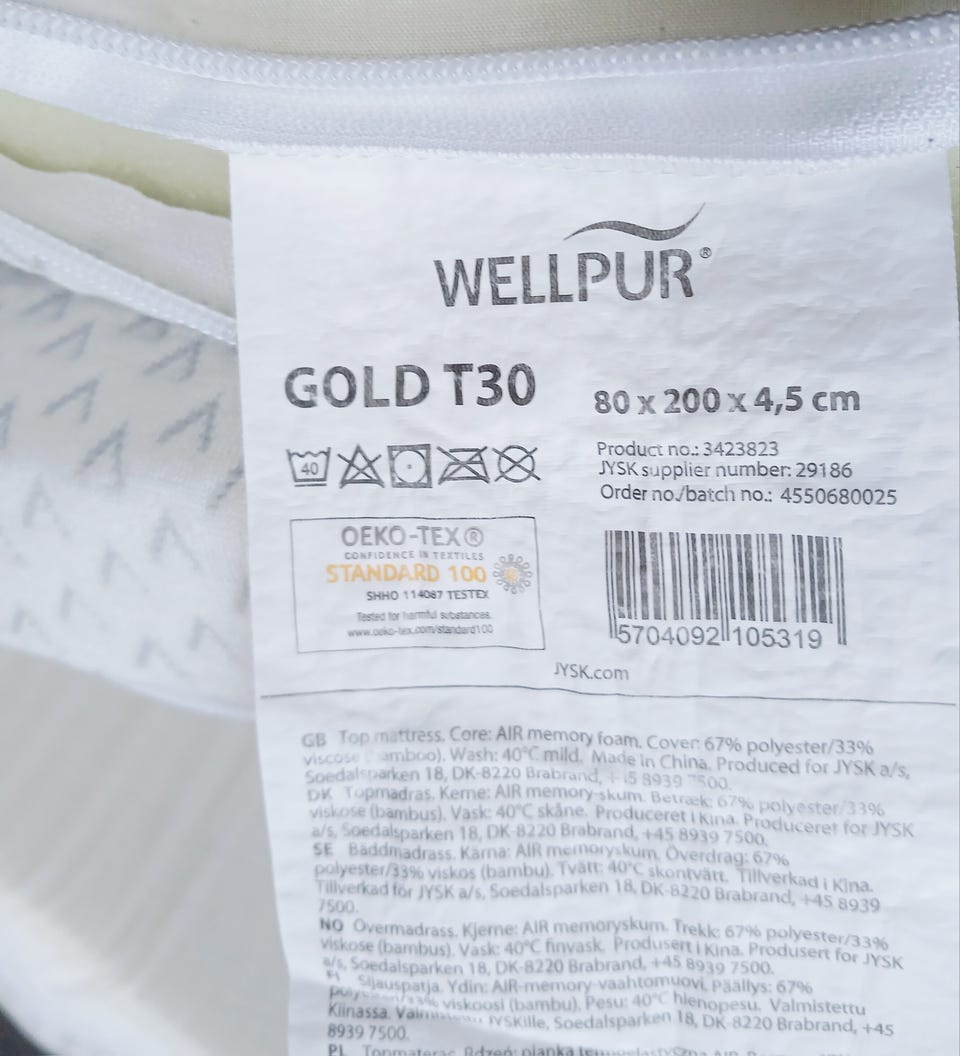 WELLPUR®
GOLD T30
80 x 200 x 4,5 cm
40
Product no.: 3423823
JYSK supplier number: 29186
Order no./batch no.: 4550680025
OEKO-TEX®
CONFIDENCE IN TEXTILES
STANDARD 100
SHHO 114087 TESTEX
Tested for harmful substances.
www.oeko-tex.com/standard100
5704092 105319
JYSK.com
GB Top mattress. Core: AIR memory foam. Cover: 67% polyester/33%
viscose (bamboo). Wash: 40°C mild. Made in China. Produced for JYSK a/s,
Soedalsparken 18, DK-8220 Brabrand, +45 8939 7500.
DK Topmadras. Kerne: AIR memory-skum. Betræk: 67% polyester/33%
viskose (bambus). Vask: 40°C skåne. Produceret i Kina. Produceret for JYSK
a/s, Soedalsparken 18, DK-8220 Brabrand, +45 8939 7500.
SE Bäddmadrass. Kärna: AIR memoryskum. Överdrag: 67%
polyester/33% viskos (bambu). Tvätt: 40°C skontvätt. Tillverkad i Kina.
Tillverkad för JYSK a/s, Soedalsparken 18, DK-8220 Brabrand, +45 8939
7500.
NO Overmadrass. Kjerne: AIR memoryskum. Trekk: 67% polyester/33%
viskose (bambus). Vask: 40°C finvask. Produsert i Kina. Produsert for JYSK
a/s, Soedalsparken 18, DK-8220 Brabrand, +45 8939 7500.
FI Sijauspatja. Ydin: AIR-memory-vaahtomuovi. Päällys: 67%
viskoosi (bambu). Pesu: 40°C hienopesu. Valmistettu
Kiinassa. JYSKille, Soedalsparken 18, DK-8220 Brabrand, +45
8939 7500.
PL Topmaterac. Rdzeń: pianka